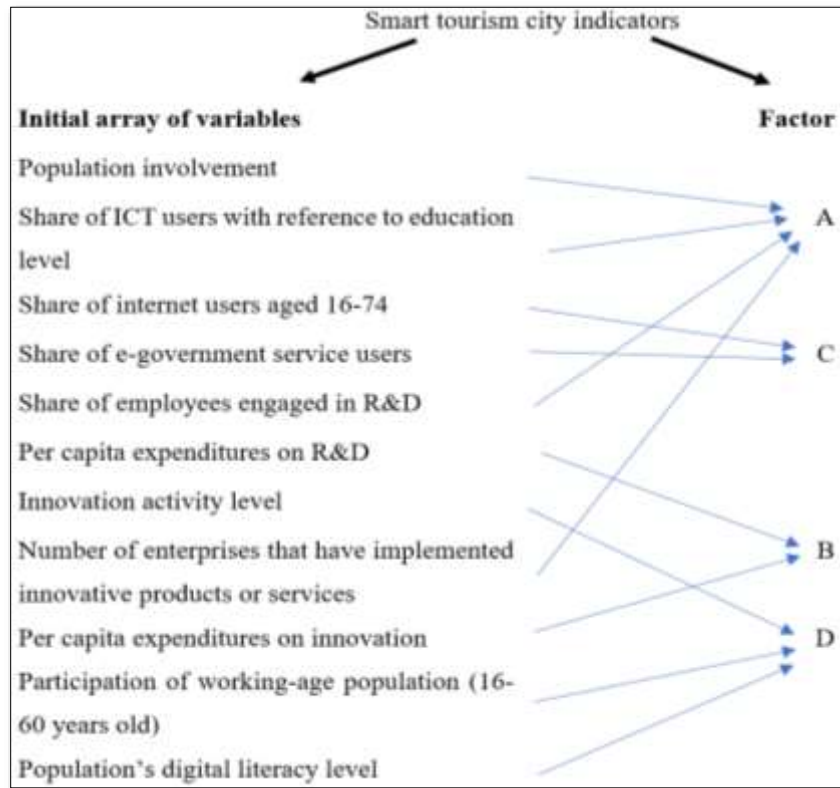 Smart tourism city indicators
Initial array of variables
Factor
Population involvement
Share of ICT users with reference to education
level
A
Share of internet users aged 16-74
Share of e-government service users
C
Share of employees engaged in R&D
Per capita expenditures on R&D
Innovation activity level
Number of enterprises that have implemented
innovative products or services
B
Per capita expenditures on innovation
D
Participation of working-age population (16-
60 years old)
Population’s digital literacy level